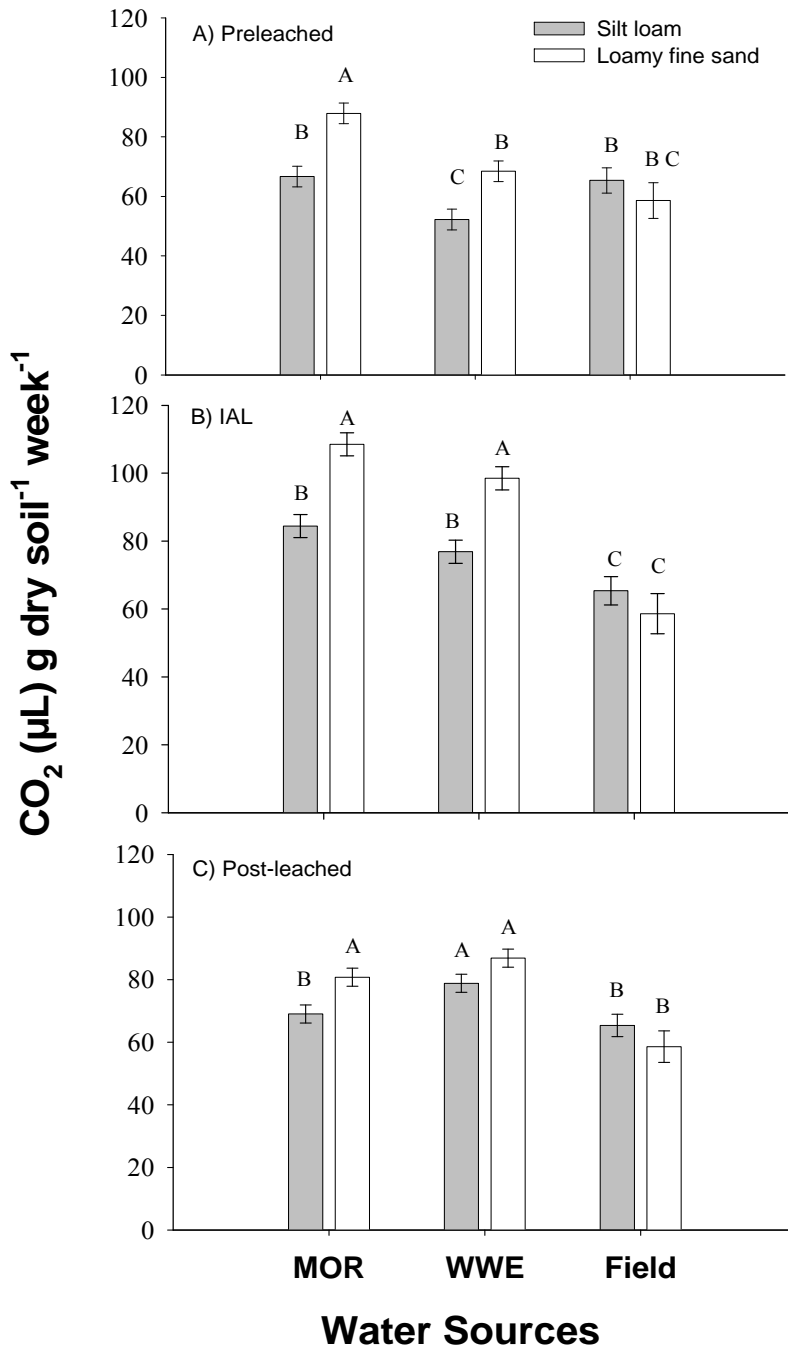 CO₂ (µL) g dry soil⁻¹ week⁻¹
A) Preleached
Silt loam
Loamy fine sand
120
100
80
60
40
20
0
B
A
C
B
B
B C
B) IAL
120
100
80
60
40
20
0
B
A
B
A
C
C
C) Post-leached
120
100
80
60
40
20
0
B
A
A
A
B
B
MOR WWE Field
Water Sources